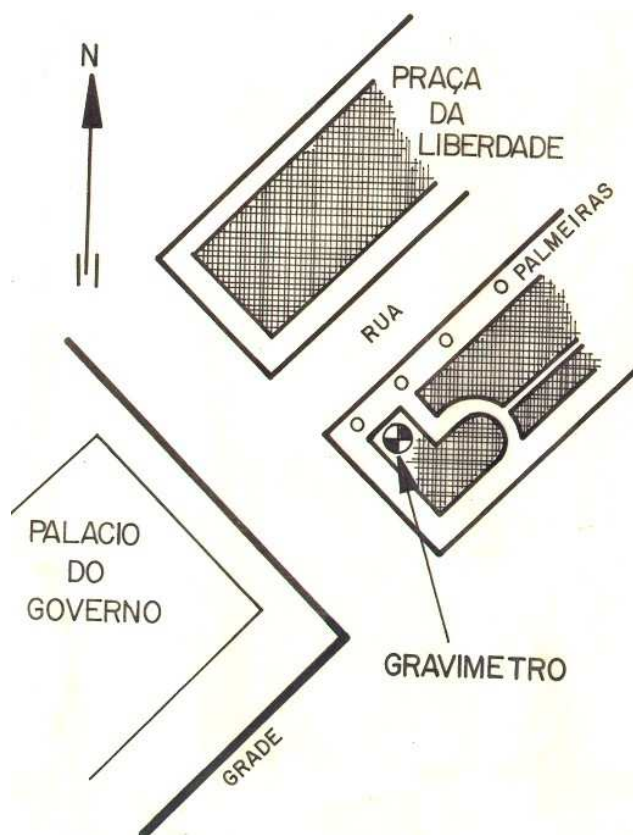 N
PRAÇA
DA
LIBERDADE
PALMEIRAS
RUA
PALACIO
DO
GOVERNO
GRAVIMETRO
GRADE